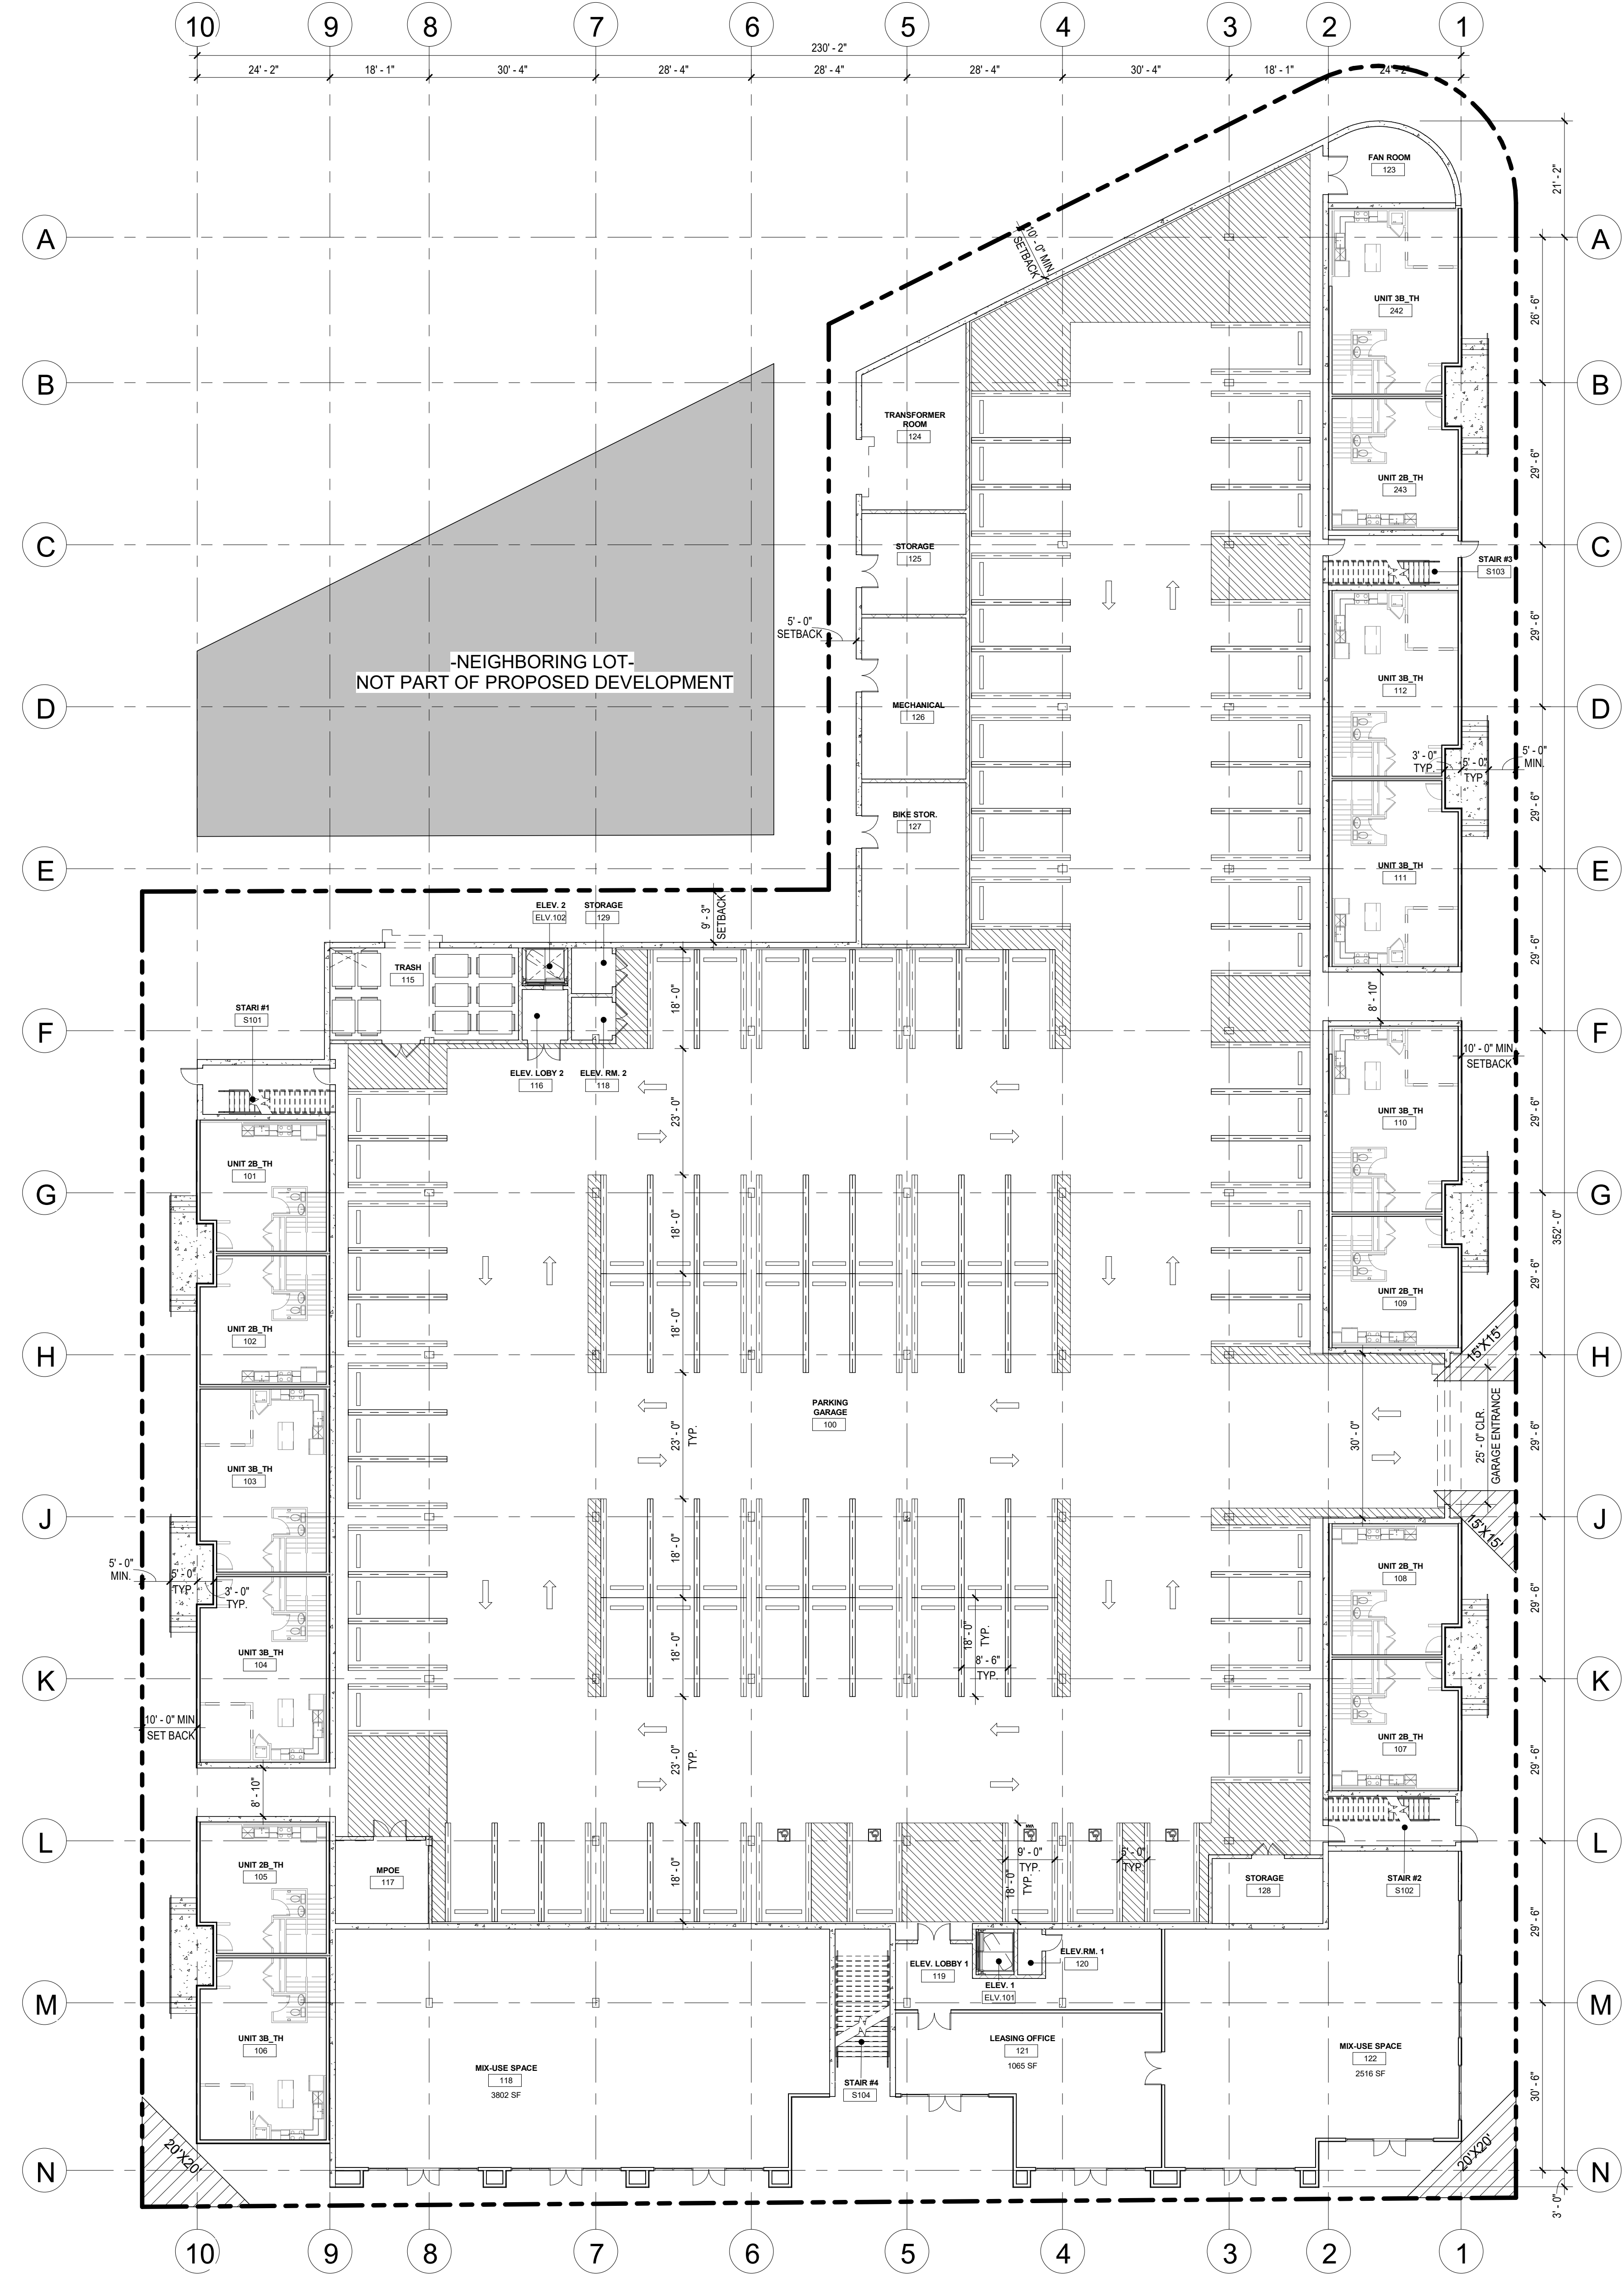 10 9 8 7 6 5 4 3 2 1
230' - 2"
24' - 2" 18' - 1" 30' - 4" 28' - 4" 28' - 4" 28' - 4" 30' - 4" 18' - 1" 24' - 2"
FAN ROOM
123
21' - 2"
A A
10' - 0" MIN.
SETBACK
UNIT 3B_TH
242
26' - 6"
B B
TRANSFORMER
ROOM
124
UNIT 2B_TH
243
29' - 6"
C C
STORAGE
125
STAIR #3
S103
5' - 0"
SETBACK
29' - 6"
-NEIGHBORING LOT-
NOT PART OF PROPOSED DEVELOPMENT
UNIT 3B_TH
112
D D
MECHANICAL
126
3' - 0"
TYP.
5' - 0"
TYP.
5' - 0"
MIN.
29' - 6"
BIKE STOR.
127
UNIT 3B_TH
111
E E
9' - 3"
SETBACK
ELEV. 2
ELV.102
STORAGE
129
TRASH
115
29' - 6"
18' - 0"
8' - 10"
STARI #1
S101
F F
10' - 0" MIN
SETBACK
ELEV. LOBY 2
116
ELEV. RM. 2
118
23' - 0"
UNIT 3B_TH
110
29' - 6"
UNIT 2B_TH
101
G G
352' - 0"
18' - 0"
29' - 6"
UNIT 2B_TH
102
UNIT 2B_TH
109
18' - 0"
15'X15'
H H
PARKING
GARAGE
100
23' - 0"
TYP.
30' - 0"
25' - 0" CLR.
GARAGE ENTRANCE
29' - 6"
UNIT 3B_TH
103
J J
15'X15'
5' - 0"
MIN.
5' - 0"
TYP.
3' - 0"
TYP.
18' - 0"
UNIT 2B_TH
108
29' - 6"
UNIT 3B_TH
104
18' - 0"
18' - 0"
TYP.
8' - 6"
TYP.
K K
10' - 0" MIN
SET BACK
23' - 0"
TYP.
UNIT 2B_TH
107
29' - 6"
8' - 10"
L L
UNIT 2B_TH
105
MPOE
117
18' - 0"
9' - 0"
TYP.
18' - 0"
TYP.
5' - 0"
TYP.
STORAGE
128
STAIR #2
S102
29' - 6"
ELEV. LOBBY 1
119
ELEV. 1
ELV.101
ELEV.RM. 1
120
M M
UNIT 3B_TH
106
MIX-USE SPACE
118
3802 SF
STAIR #4
S104
LEASING OFFICE
121
1065 SF
MIX-USE SPACE
122
2516 SF
30' - 6"
20'X20'
20'X20'
N N
3' - 0"
10 9 8 7 6 5 4 3 2 1